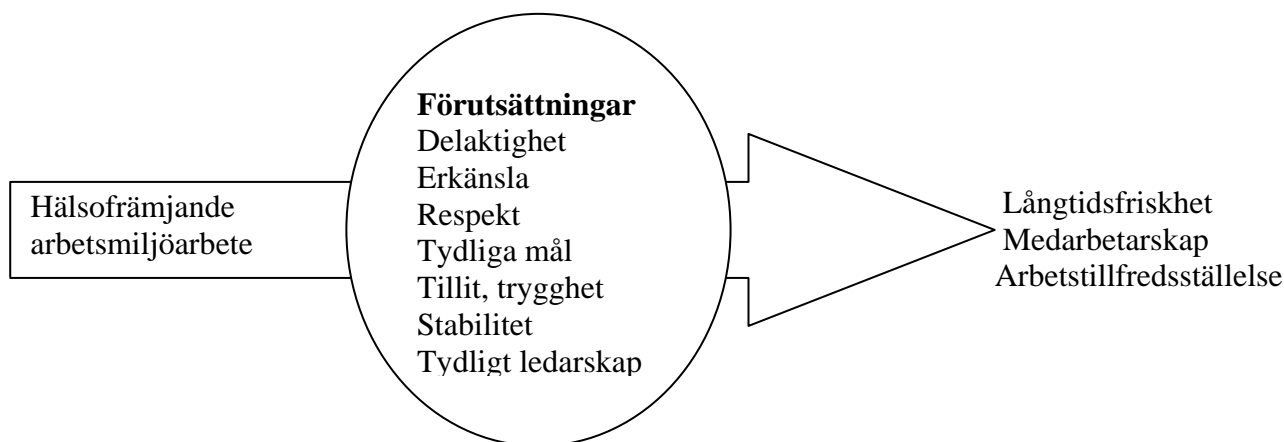 Hälsofrämjande
arbetsmiljöarbete
Förutsättningar
Delaktighet
Erkänsla
Respekt
Tydliga mål
Tillit, trygghet
Stabilitet
Tydligt ledarskap
Långtidsfriskhet
Medarbetarskap
Arbetstillfredsställelse